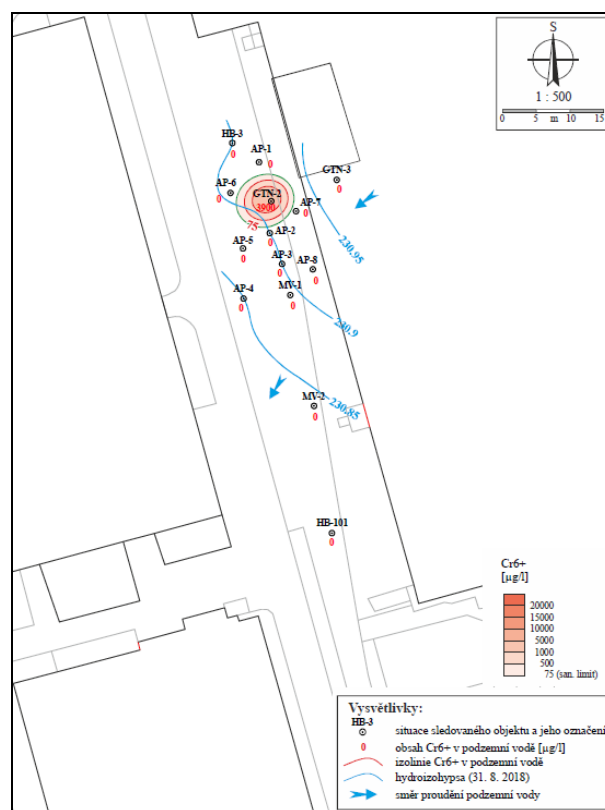 S
1 : 500
0 5 m 10 15
HB-3
0
AP-1
0
GTN-3
0
AP-6
0
GTN-2
3900
AP-7
0
75
AP-2
0
AP-5
0
AP-3
0
AP-8
0
230.95
AP-4
0
MV-1
0
230.9
230.85
MV-2
0
HB-101
0
Cr6+
[µg/l]
20000
15000
10000
5000
1000
500
75 (san. limit)
Vysvětlivky:
HB-3
situace sledovaného objektu a jeho označení
0 obsah Cr6+ v podzemní vodě [µg/l]
izolinie Cr6+ v podzemní vodě
hydroizohypsa (31. 8. 2018)
směr proudění podzemní vody